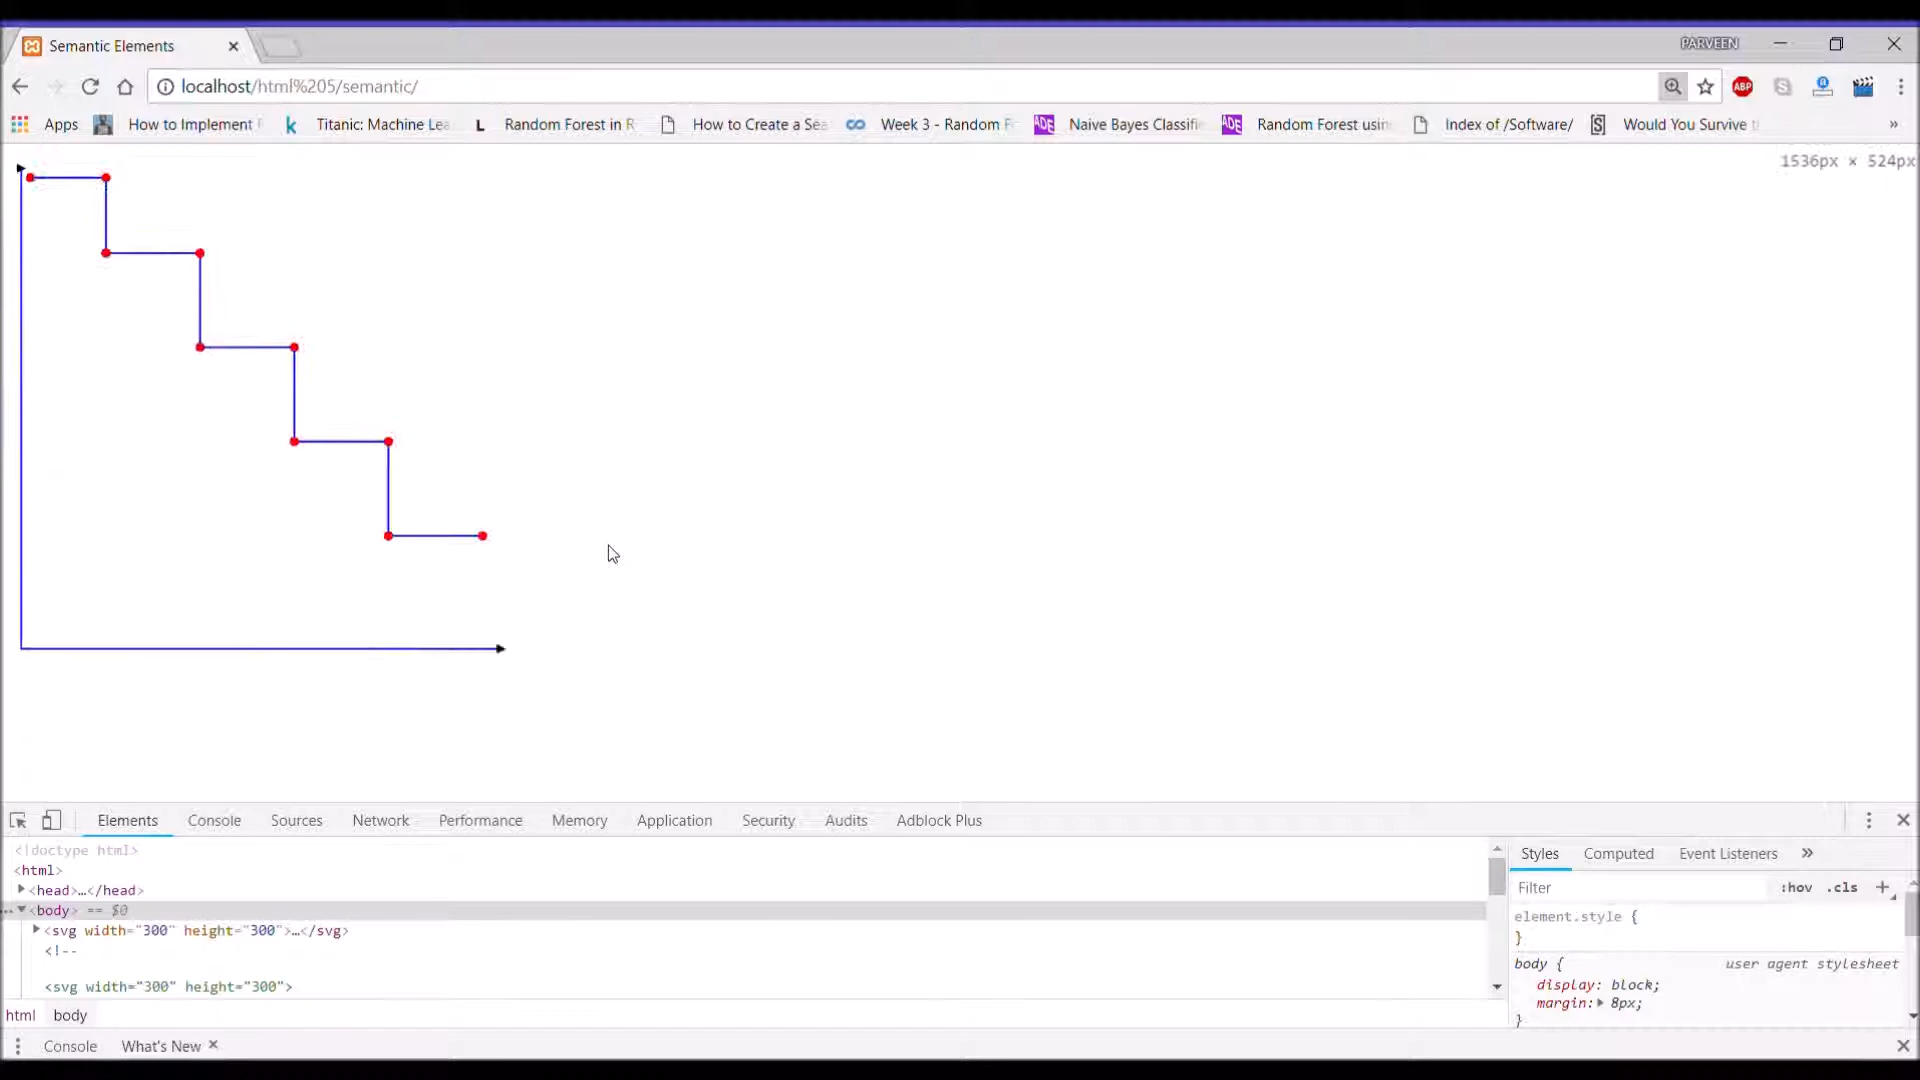 Semantic Elements
PARVEEN
localhost/html%205/semantic/
ABP
Apps How to Implement Titanic: Machine Lea L Random Forest in R How to Create a Sea Week 3 - Random F ADE Naive Bayes Classifi ADE Random Forest usin Index of /Software/ Would You Survive t »
1536px × 524px
Elements Console Sources Network Performance Memory Application Security Audits Adblock Plus
<!doctype html>
<html>
<head>…</head>
<body> == $0
<svg width="300" height="300">…</svg>
<!--
<svg width="300" height="300">
html body
Styles Computed Event Listeners »
Filter :hov .cls +
element.style {
}
body { user agent stylesheet
display: block;
margin: 8px;
}
Console What's New